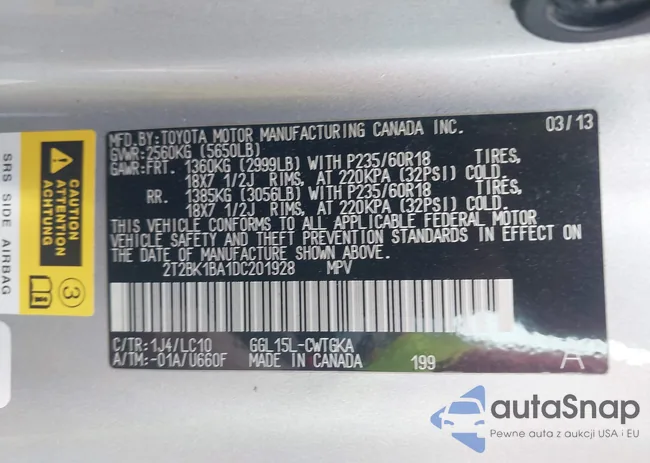 MFD.BY:TOYOTA MOTOR MANUFACTURING CANADA INC. 03/13
GVWR:2560KG (5650LB)
GAWR:FRT. 1360KG (2999LB) WITH P235/60R18 TIRES,
18X7 1/2J RIMS, AT 220KPA (32PSI) COLD.
RR. 1385KG (3056LB) WITH P235/60R18 TIRES,
18X7 1/2J RIMS, AT 220KPA (32PSI) COLD.
THIS VEHICLE CONFORMS TO ALL APPLICABLE FEDERAL MOTOR
VEHICLE SAFETY AND THEFT PREVENTION STANDARDS IN EFFECT ON
THE DATE OF MANUFACTURE SHOWN ABOVE.
2T2BK1BA1DC201928 MPV
C/TR:1J4/LC10 GGL15L-CWTGKA
A/TM:-01A/U660F MADE IN CANADA 199 A
SRS SIDE AIRBAG
CAUTION
ATTENTION
ACHTUNG
3
autaSnap
Pewne auta z aukcji USA i EU